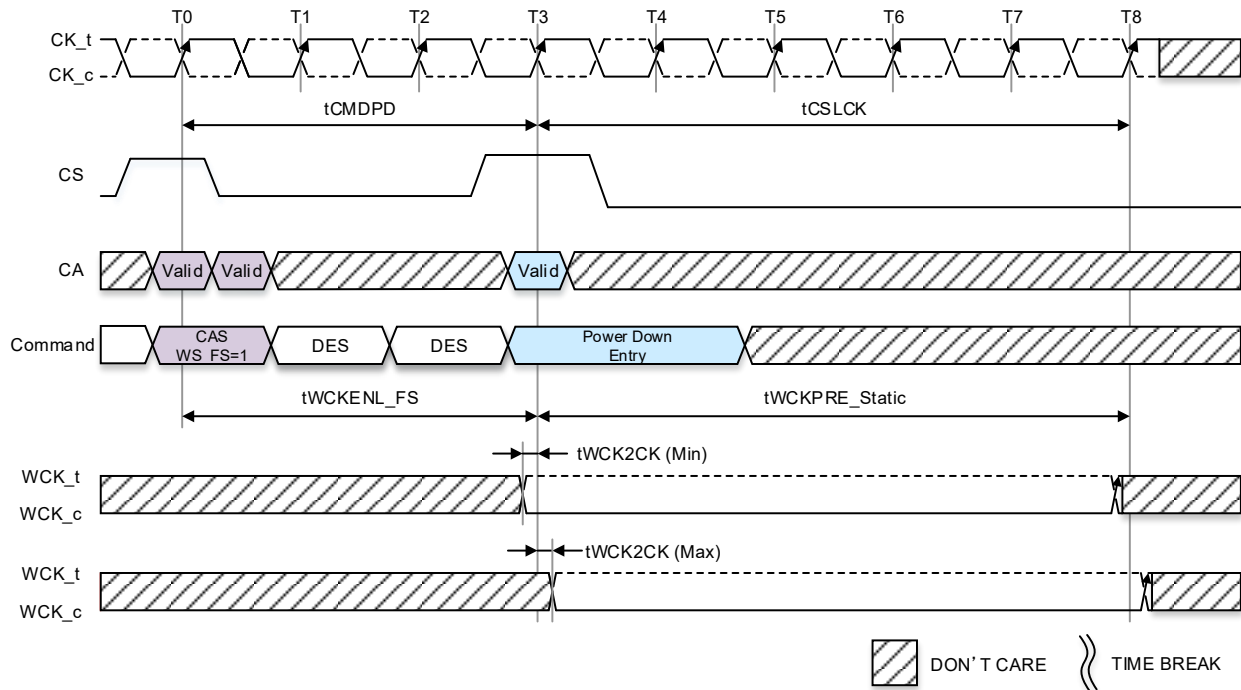 T0 T1 T2 T3 T4 T5 T6 T7 T8
CK_t
CK_c
tCMDPD tCSLCK
CS
CA Valid Valid Valid
Command CAS WS_FS=1 DES DES Power Down Entry
tWCKENL_FS tWCKPRE_Static
tWCK2CK (Min)
WCK_t
WCK_c
tWCK2CK (Max)
WCK_t
WCK_c
DON'T CARE TIME BREAK